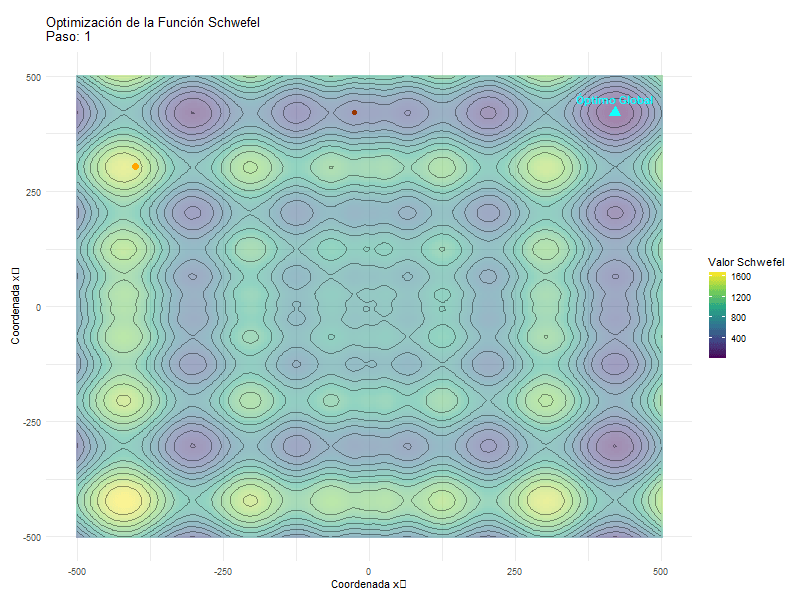 Optimización de la Función Schwefel
Paso: 1
Óptimo Global
500
250
0
-250
-500
Coordenada x▯
-500
-250
0
250
500
Coordenada x▯
Valor Schwefel
1600
1200
800
400